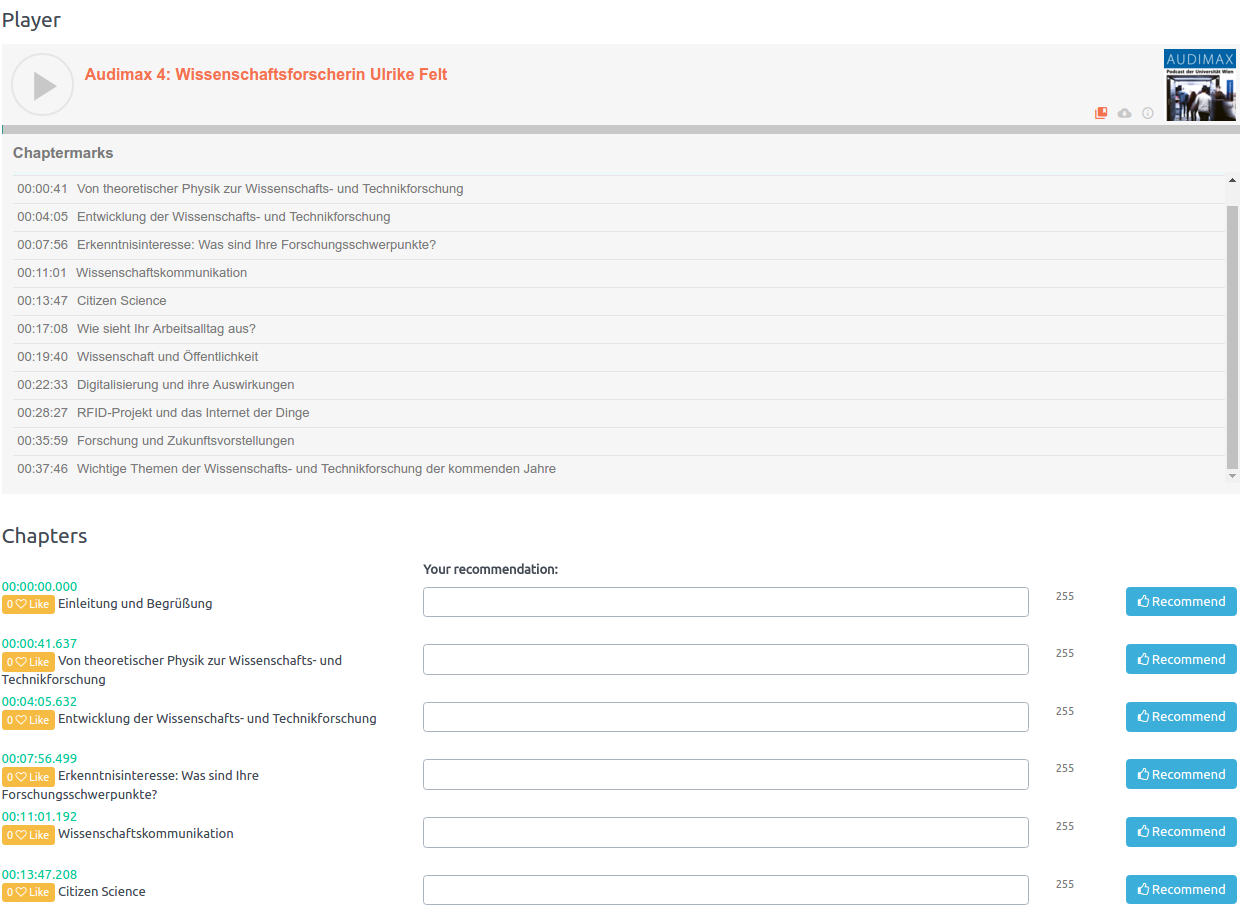 Player
Audimax 4: Wissenschaftsforscherin Ulrike Felt
AUDIMAX
Podcast der Universität Wien
Chaptermarks
00:00:41 Von theoretischer Physik zur Wissenschafts- und Technikforschung
00:04:05 Entwicklung der Wissenschafts- und Technikforschung
00:07:56 Erkenntnisinteresse: Was sind Ihre Forschungsschwerpunkte?
00:11:01 Wissenschaftskommunikation
00:13:47 Citizen Science
00:17:08 Wie sieht Ihr Arbeitsalltag aus?
00:19:40 Wissenschaft und Öffentlichkeit
00:22:33 Digitalisierung und ihre Auswirkungen
00:28:27 RFID-Projekt und das Internet der Dinge
00:35:59 Forschung und Zukunftsvorstellungen
00:37:46 Wichtige Themen der Wissenschafts- und Technikforschung der kommenden Jahre
Chapters
Your recommendation:
00:00:00.000
0 Like Einleitung und Begrüßung 255 Recommend
00:00:41.637
0 Like Von theoretischer Physik zur Wissenschafts- und 255 Recommend
Technikforschung
00:04:05.632
0 Like Entwicklung der Wissenschafts- und Technikforschung 255 Recommend
00:07:56.499
0 Like Erkenntnisinteresse: Was sind Ihre 255 Recommend
Forschungsschwerpunkte?
00:11:01.192
0 Like Wissenschaftskommunikation 255 Recommend
00:13:47.208
0 Like Citizen Science 255 Recommend